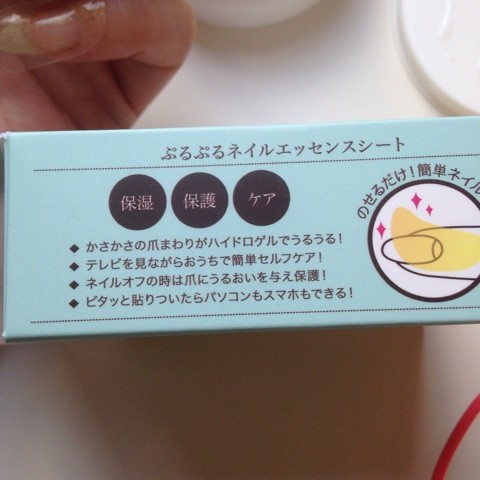 ぷるぷるネイルエッセンスシート
保湿 保護 ケア
のせるだけ!簡単ネイル
◆ かさかさの爪まわりがハイドロゲルでうるうる!
◆ テレビを見ながらおうちで簡単セルフケア!
◆ ネイルオフの時は爪にうるおいを与え保護!
◆ ピタッと貼りついたらパソコンもスマホもできる!